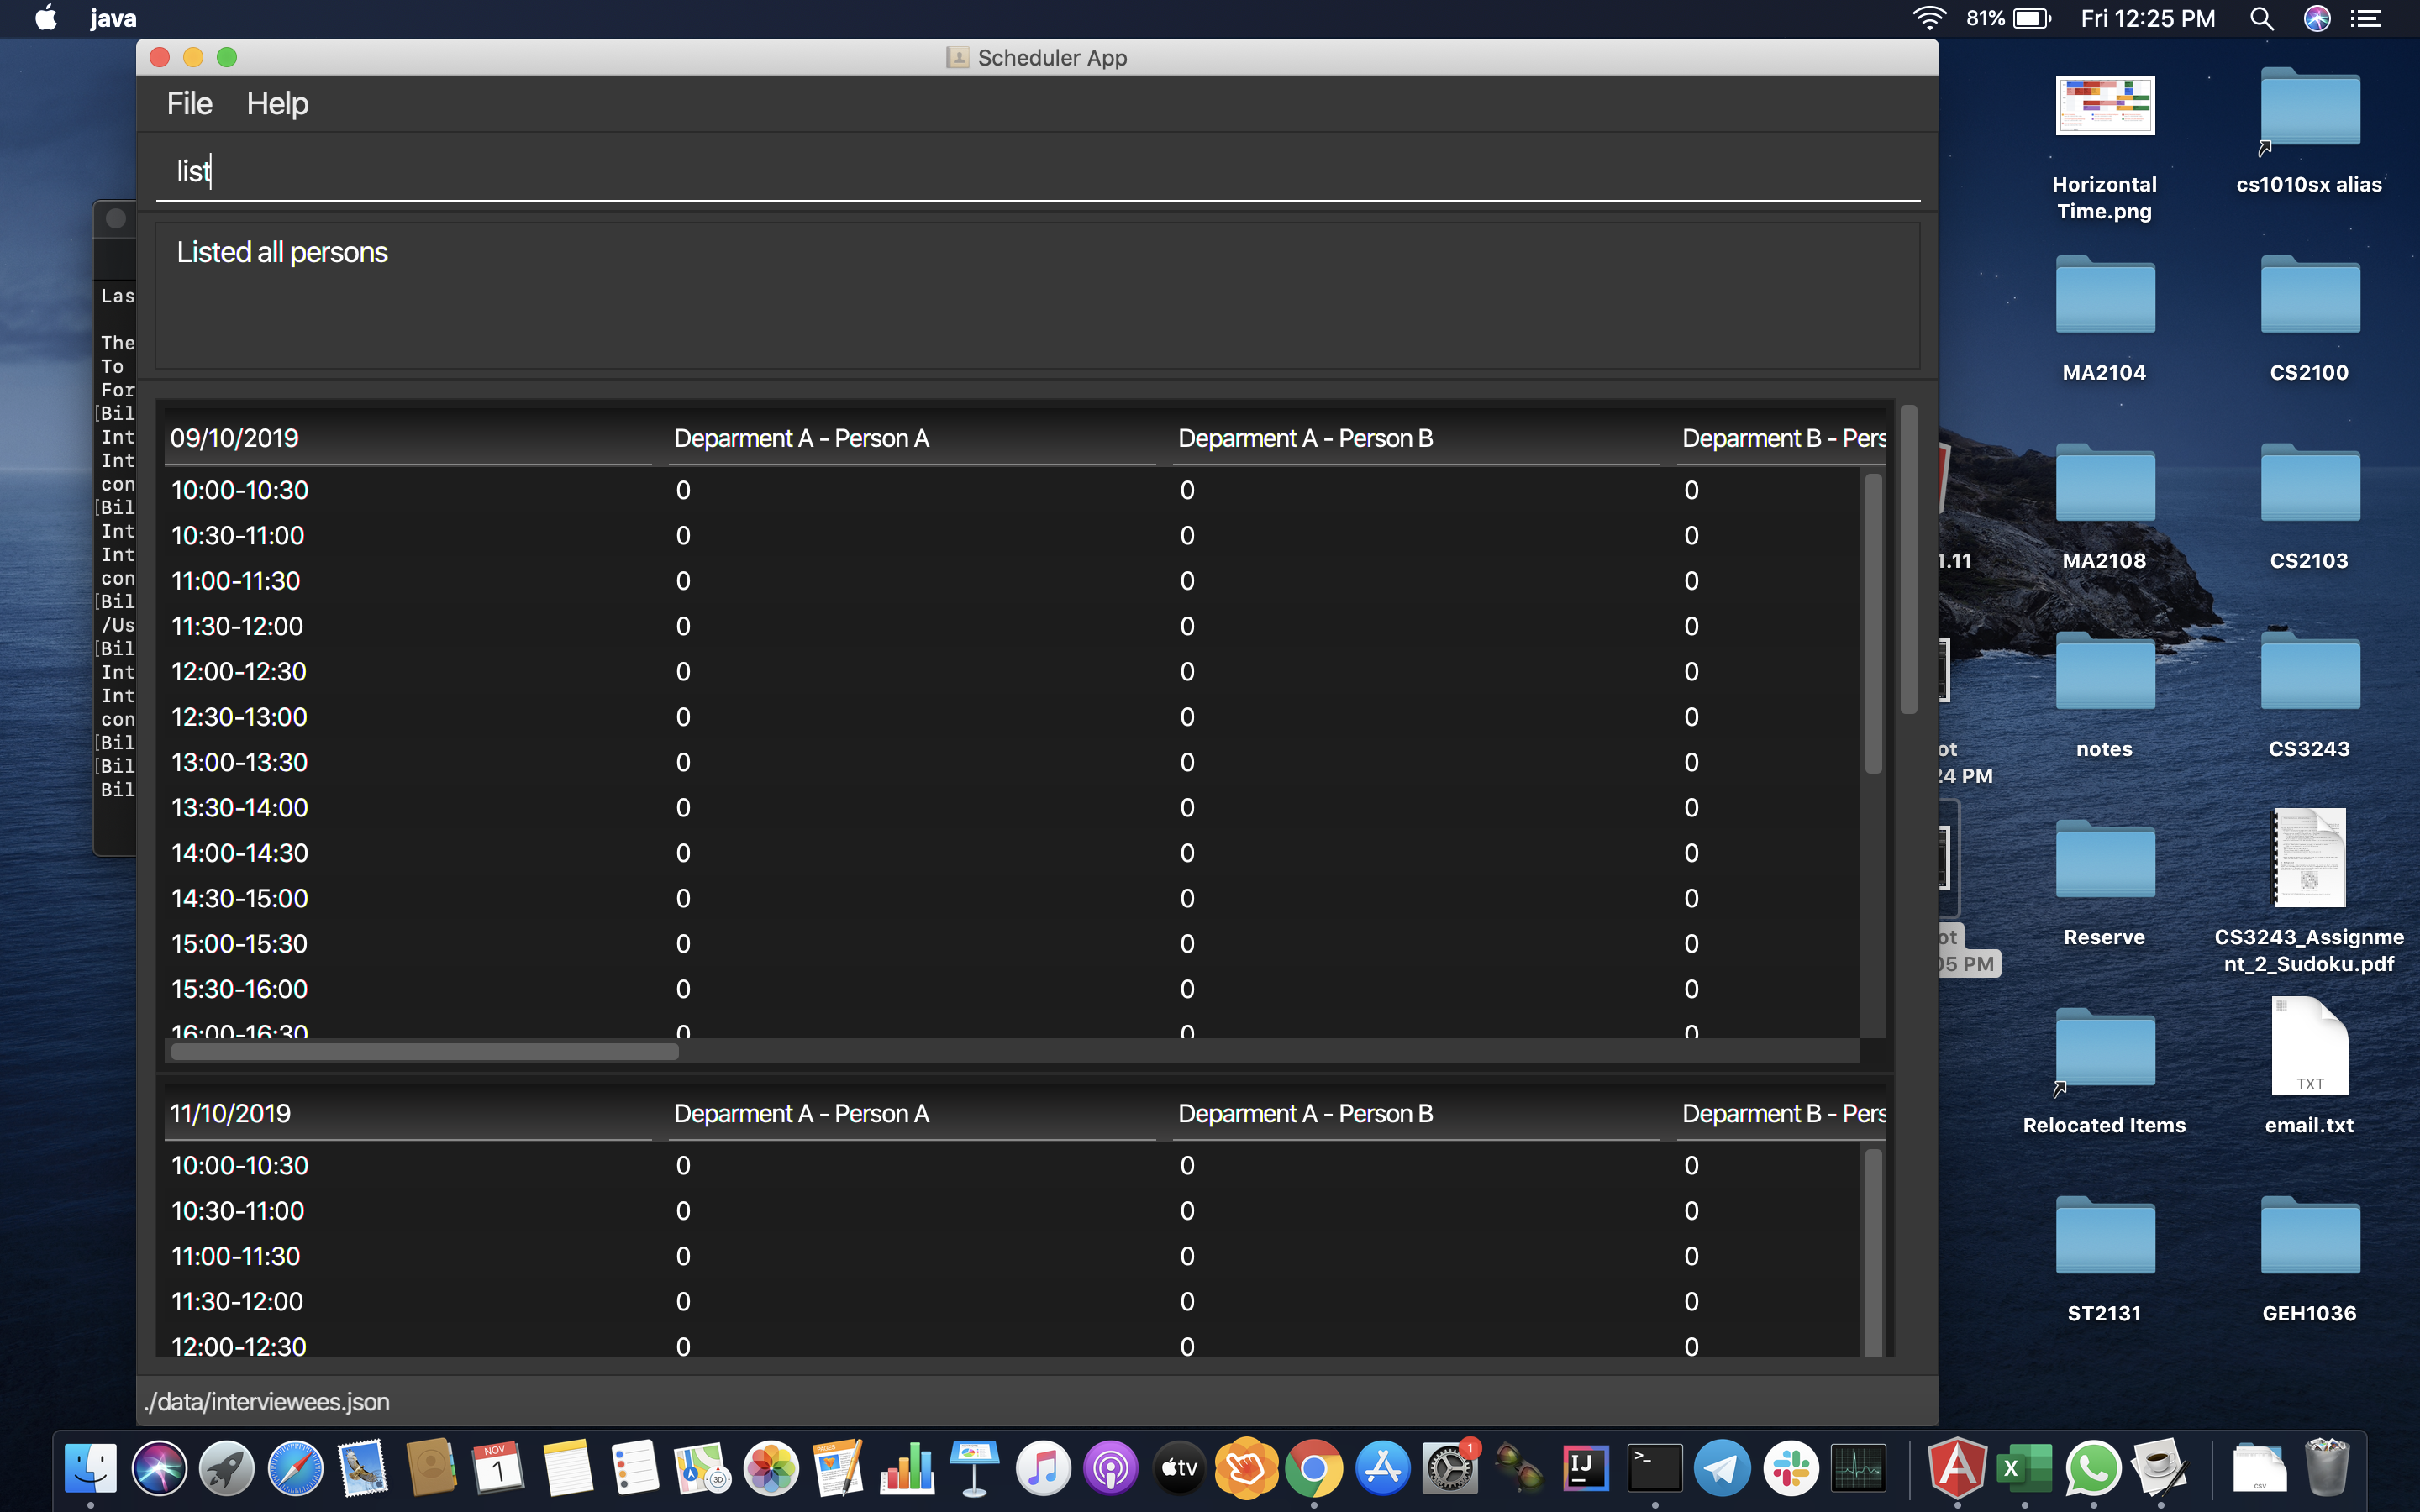 java
81%
Fri 12:25 PM
Scheduler App
File Help
list
Listed all persons
09/10/2019 Deparment A - Person A Deparment A - Person B Deparment B - Pers
10:00-10:30 0 0 0
10:30-11:00 0 0 0
11:00-11:30 0 0 0
11:30-12:00 0 0 0
12:00-12:30 0 0 0
12:30-13:00 0 0 0
13:00-13:30 0 0 0
13:30-14:00 0 0 0
14:00-14:30 0 0 0
14:30-15:00 0 0 0
15:00-15:30 0 0 0
15:30-16:00 0 0 0
16:00-16:30 0 0 0
11/10/2019 Deparment A - Person A Deparment A - Person B Deparment B - Pers
10:00-10:30 0 0 0
10:30-11:00 0 0 0
11:00-11:30 0 0 0
11:30-12:00 0 0 0
12:00-12:30 0 0 0
./data/interviewees.json
Las
The
To
For
[Bil
Int
Int
con
[Bil
Int
Int
con
[Bil
/Us
[Bil
Int
Int
con
[Bil
[Bil
Bil
1.11
ot
24 PM
ot
05 PM
Horizontal
Time.png
cs1010sx alias
MA2104
CS2100
MA2108
CS2103
notes
CS3243
Reserve
CS3243_Assignme
nt_2_Sudoku.pdf
Relocated Items
TXT
email.txt
ST2131
GEH1036
NOV
1
3D
PAGES
tv
1
IJ
>_
A
X
CSV